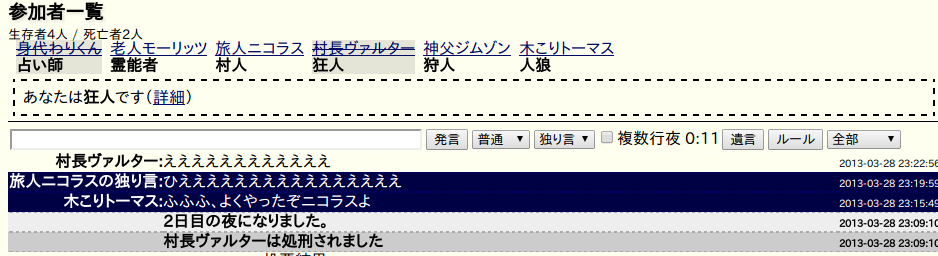 参加者一覧
生存者4人 / 死亡者2人
身代わりくん 老人モーリッツ 旅人ニコラス 村長ヴァルター 神父ジムゾン 木こりトーマス
占い師 霊能者 村人 狂人 狩人 人狼
あなたは狂人です(詳細)
発言 普通 独り言 複数行夜 0:11 遺言 ルール 全部
村長ヴァルター:ええええええええええええ 2013-03-28 23:22:56
旅人ニコラスの独り言:ひええええええええええええええええ 2013-03-28 23:19:59
木こりトーマス:ふふふ、よくやったぞニコラスよ 2013-03-28 23:15:49
2日目の夜になりました。 2013-03-28 23:09:10
村長ヴァルターは処刑されました 2013-03-28 23:09:10